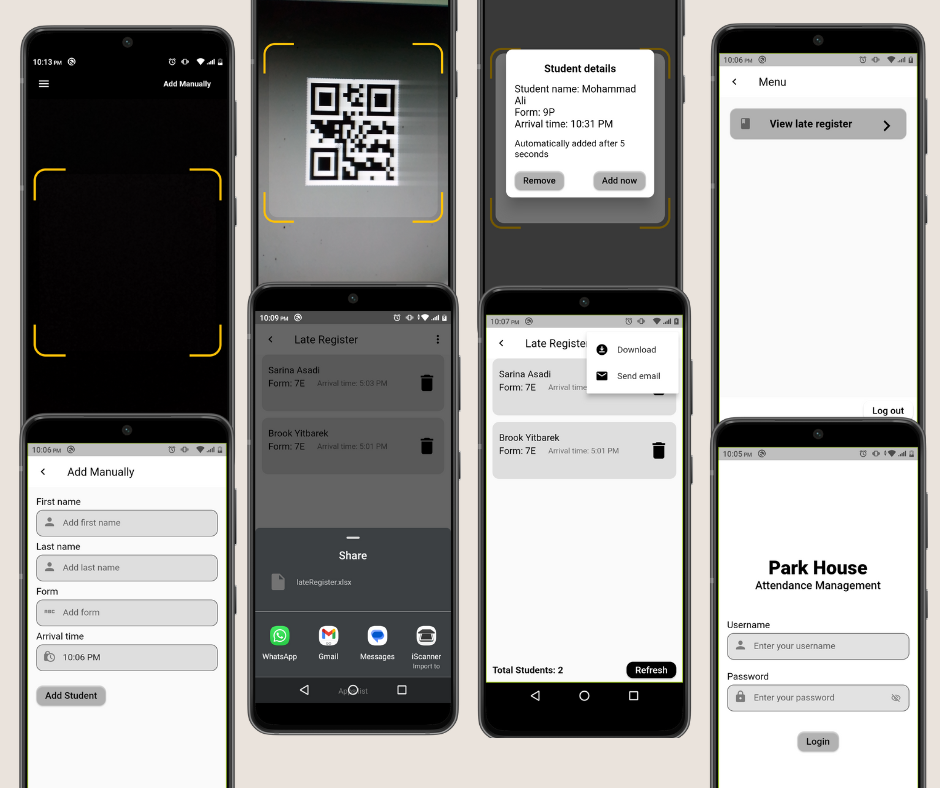 10:13 PM
Add Manually
10:06 PM
Add Manually
First name
Add first name
Last name
Add last name
Form
ABC
Add form
Arrival time
10:06 PM
Add Student
10:09 PM
Late Register
Sarina Asadi
Form: 7E Arrival time: 5:03 PM
Brook Yitbarek
Form: 7E Arrival time: 5:01 PM
Share
lateRegister.xlsx
WhatsApp
Gmail
Messages
iScanner
Import to
Student details
Student name: Mohammad
Ali
Form: 9P
Arrival time: 10:31 PM
Automatically added after 5
seconds
Remove
Add now
10:07 PM
Late Register
Download
Send email
Sarina Asadi
Form: 7E Arrival time
Brook Yitbarek
Form: 7E Arrival time: 5:01 PM
Total Students: 2
Refresh
10:06 PM
Menu
View late register
Log out
10:05 PM
Park House
Attendance Management
Username
Enter your username
Password
Enter your password
Login